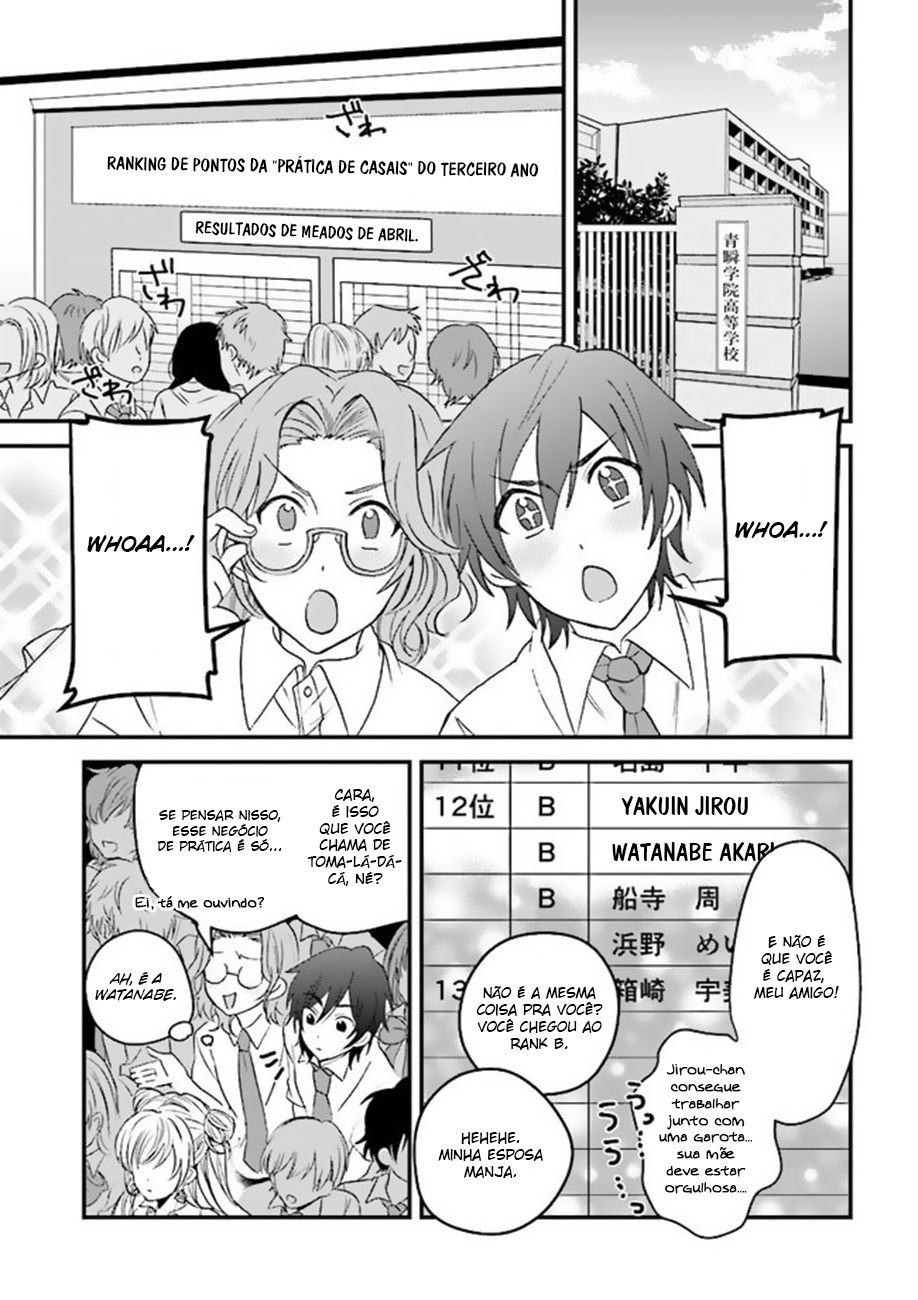 青瞬学院高等学校
ざわ
RANKING DE PONTOS DA "PRÁTICA DE CASAIS" DO TERCEIRO ANO
RESULTADOS DE MEADOS DE ABRIL.
ざわ
ざわ
ざわ
WHOA...!
WHOAA...!
12位 B YAKUIN JIROU
B WATANABE AKARI
B 船寺 周
浜野 めい
箱崎
E NÃO É
QUE VOCÊ
É CAPAZ,
MEU AMIGO!
Jirou-chan
consegue
trabalhar
junto com
uma garota...
sua mãe
deve estar
orgulhosa....
うっ
うぅ
NÃO É A MESMA
COISA PRA VOCÊ?
VOCÊ CHEGOU AO
RANK B.
HEHEHE.
MINHA ESPOSA
MANJA.
CARA,
É ISSO
QUE VOCÊ
CHAMA DE
TOMA-LÁ-DÁ-
CÁ, NÉ?
SE PENSAR NISSO,
ESSE NEGÓCIO
DE PRÁTICA É SÓ...
Ei, tá me ouvindo?
AH, É A
WATANABE.